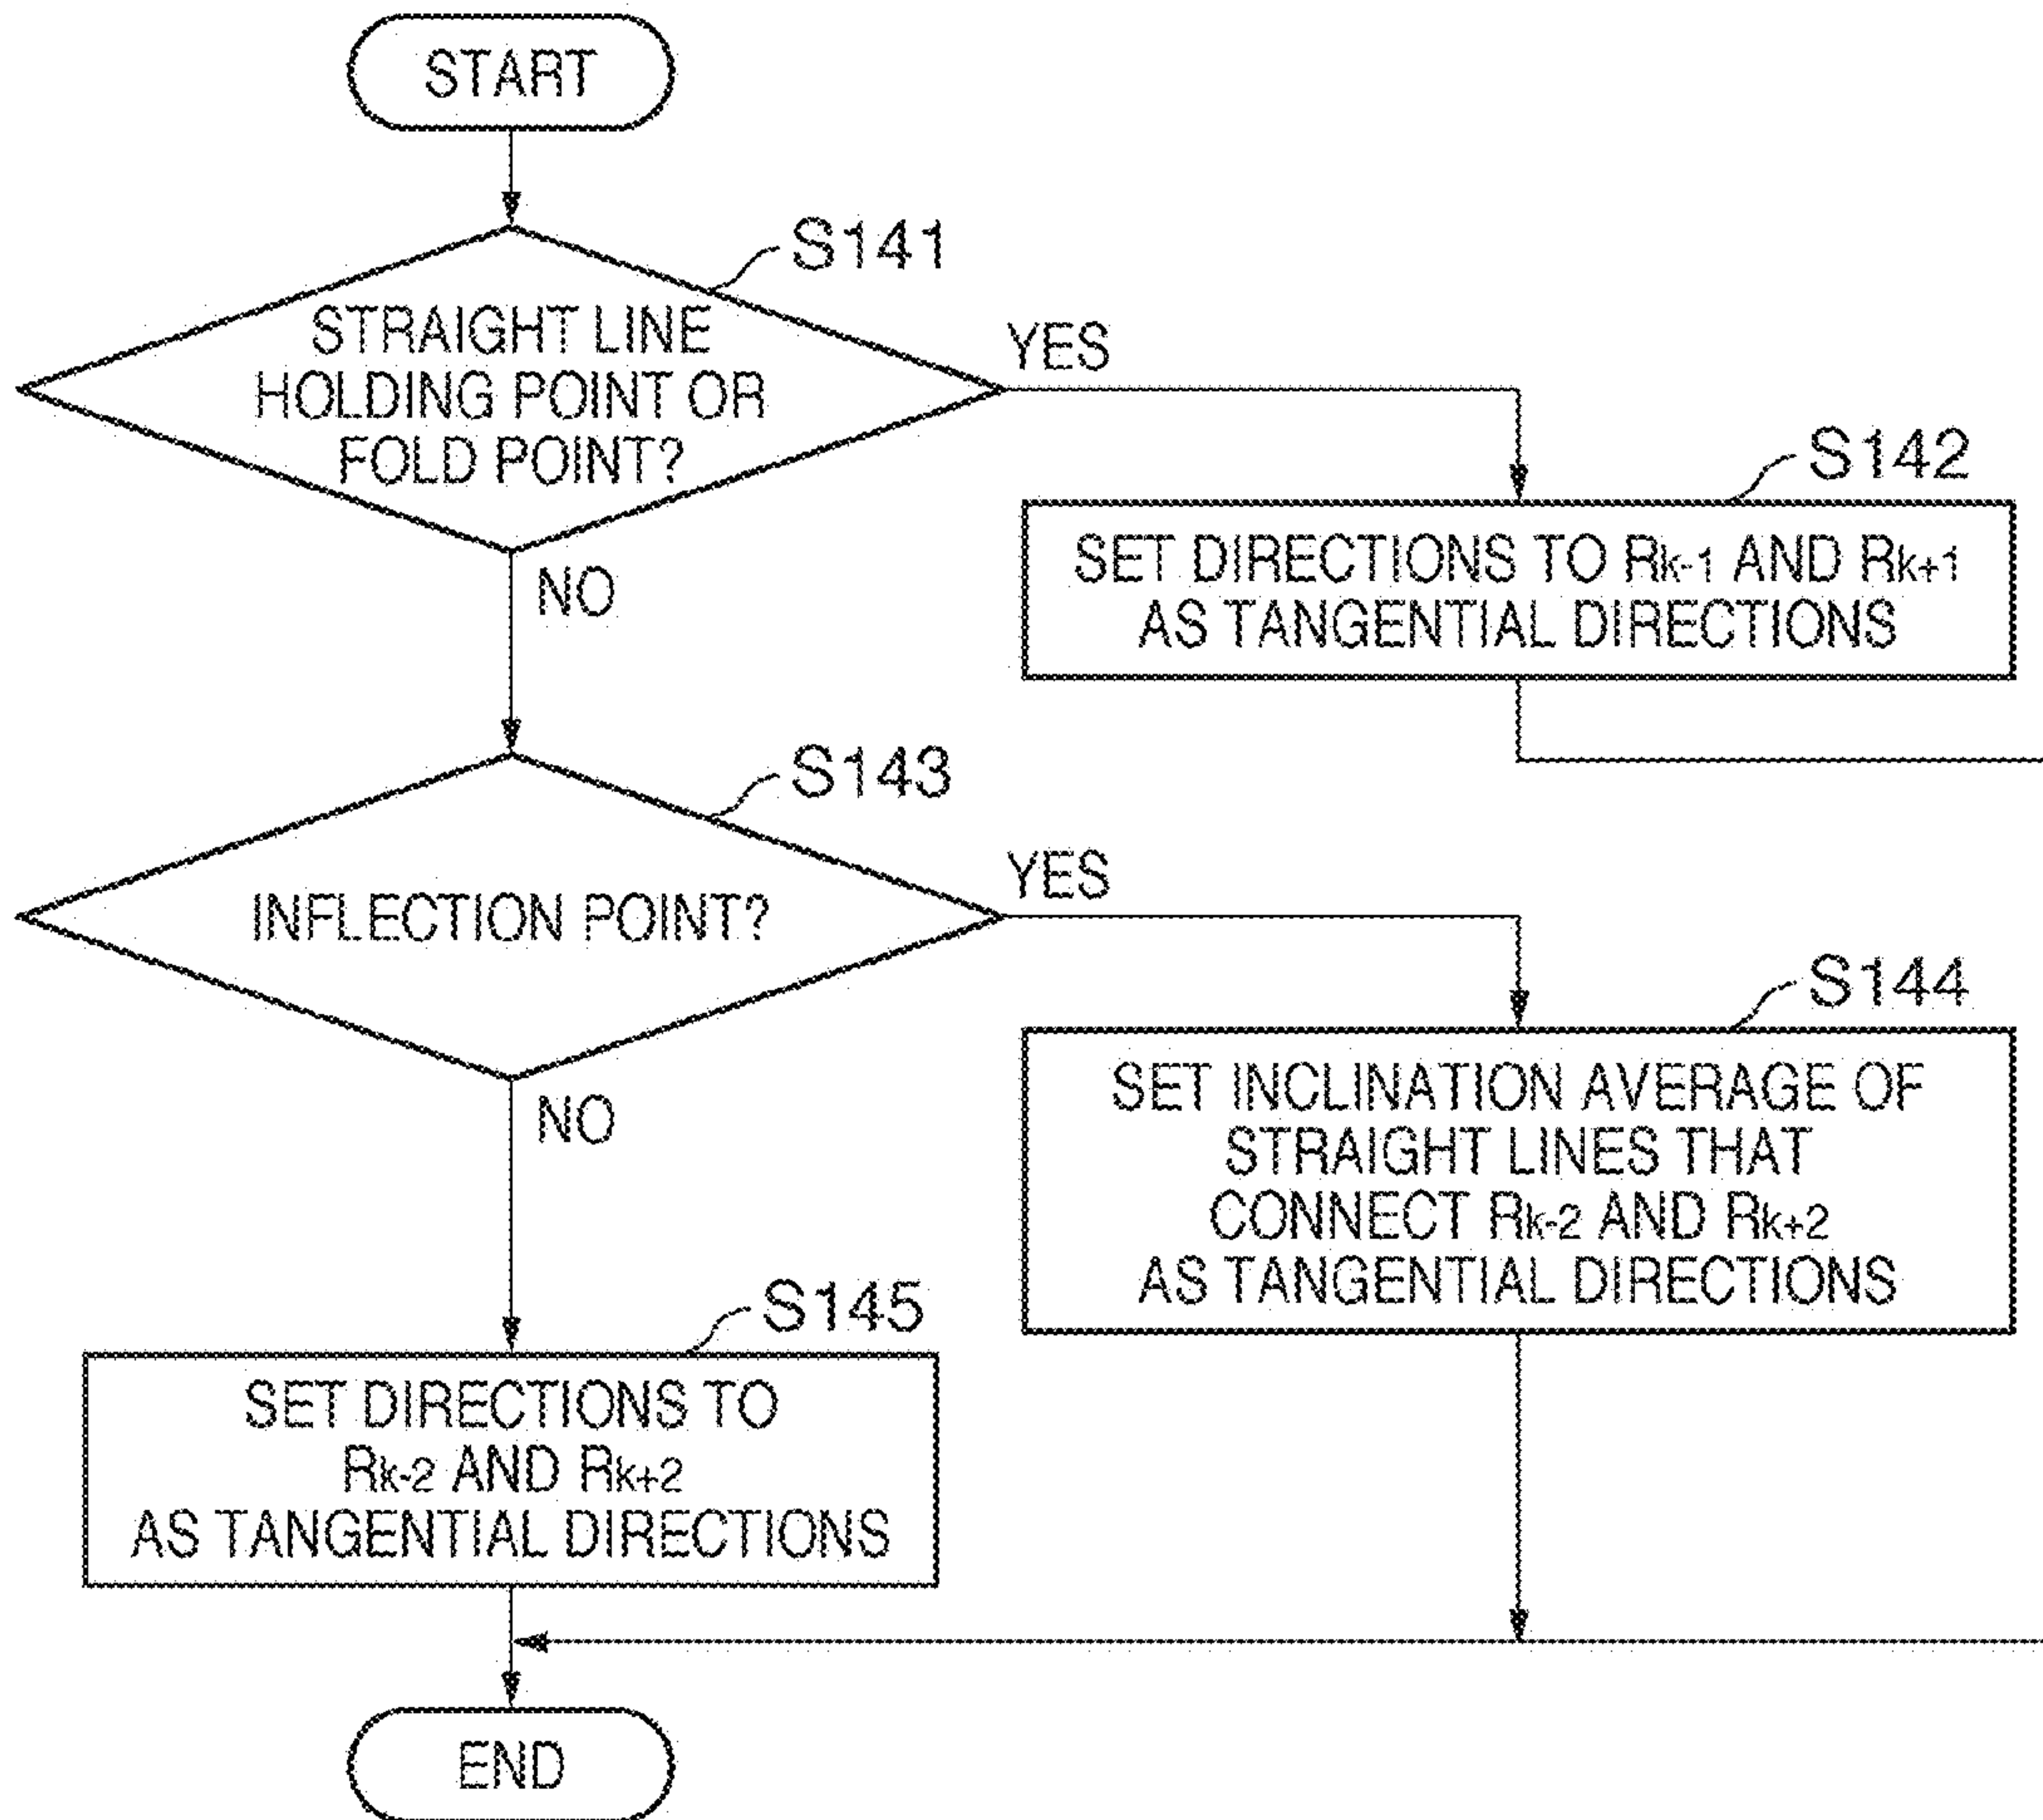 START
S141
STRAIGHT LINE
HOLDING POINT OR
FOLD POINT?
YES
NO
S142
SET DIRECTIONS TO Rk-1 AND Rk+1
AS TANGENTIAL DIRECTIONS
S143
INFLECTION POINT?
YES
NO
S144
SET INCLINATION AVERAGE OF
STRAIGHT LINES THAT
CONNECT Rk-2 AND Rk+2
AS TANGENTIAL DIRECTIONS
S145
SET DIRECTIONS TO
Rk-2 AND Rk+2
AS TANGENTIAL DIRECTIONS
END